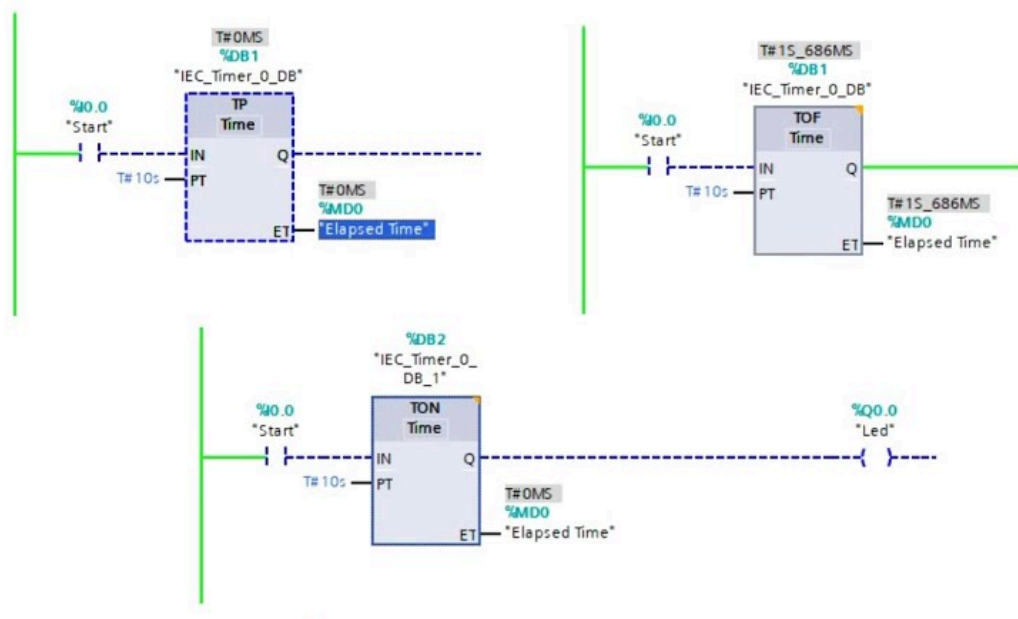 T#0MS
%DB1
"IEC_Timer_0_DB"
TP
Time
%I0.0
"Start"
IN
Q
T#10s
PT
T#0MS
%MD0
ET
"Elapsed Time"
T#1S_686MS
%DB1
"IEC_Timer_0_DB"
TOF
Time
%I0.0
"Start"
IN
Q
T#10s
PT
T#1S_686MS
%MD0
ET
"Elapsed Time"
%DB2
"IEC_Timer_0_
DB_1"
TON
Time
%I0.0
"Start"
%Q0.0
"Led"
IN
Q
T#10s
PT
T#0MS
%MD0
ET
"Elapsed Time"